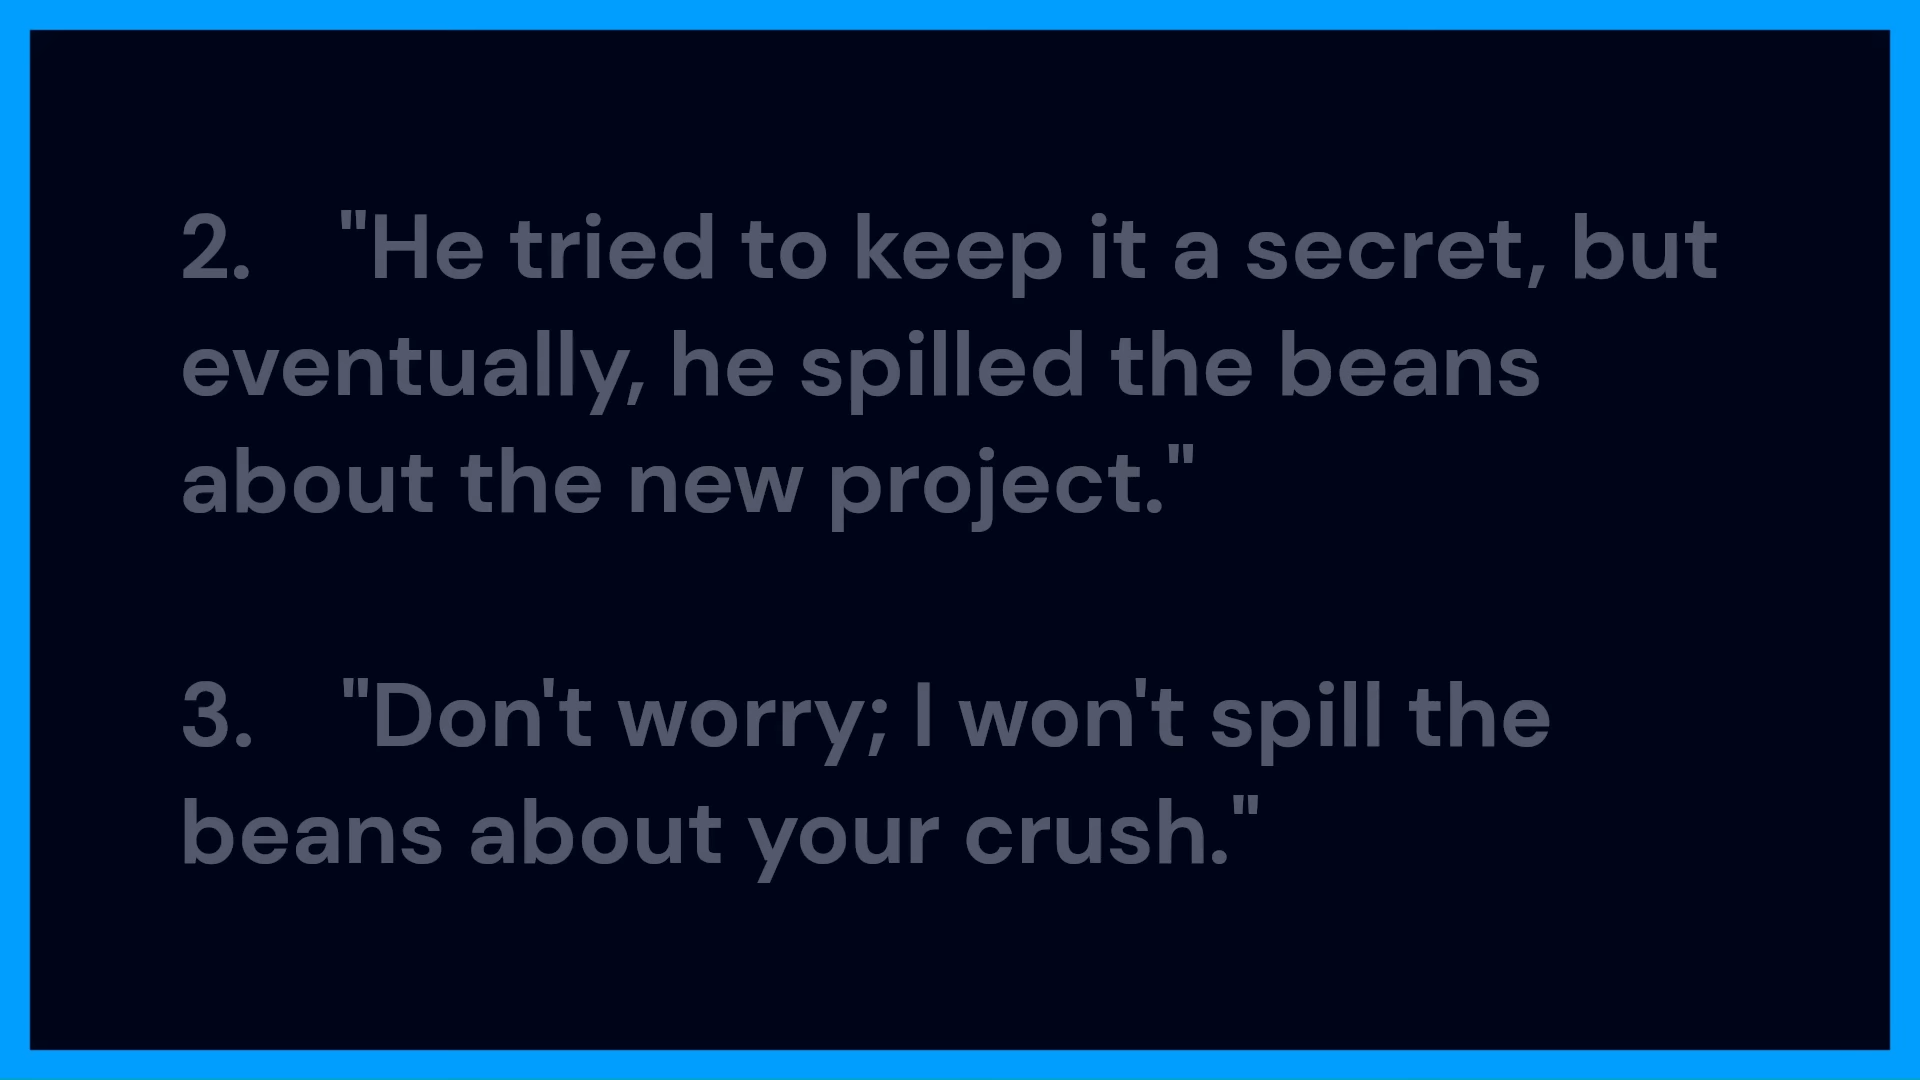 2. "He tried to keep it a secret, but
eventually, he spilled the beans
about the new project."
3. "Don't worry; I won't spill the
beans about your crush."